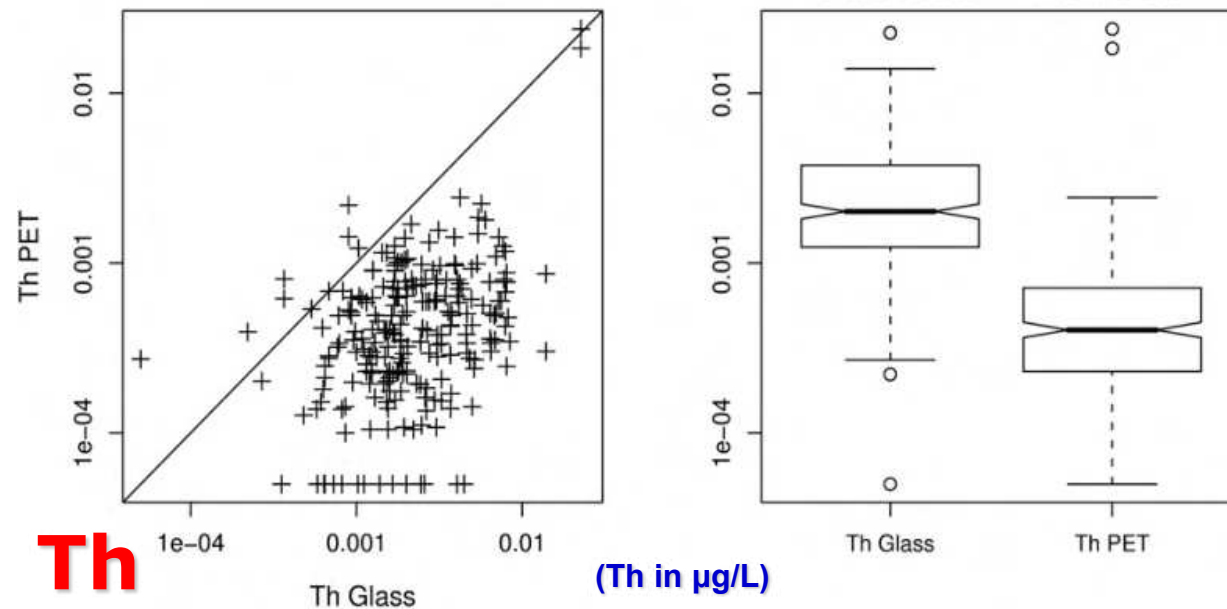 0.01
0.001
1e-04
Th PET
1e-04 0.001 0.01
Th Glass
0.01
0.001
1e-04
Th Glass Th PET
Th
(Th in µg/L)